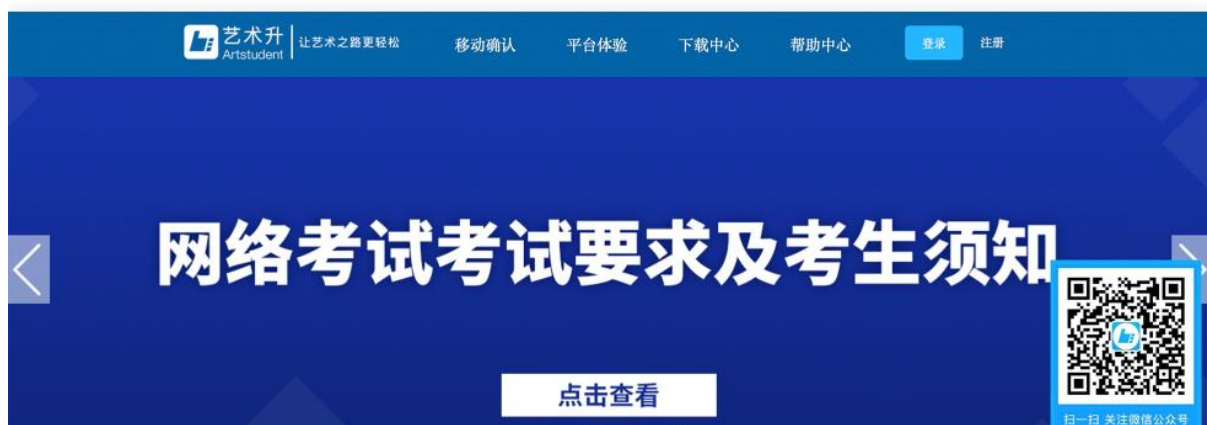 艺术升 让艺术之路更轻松 移动确认 平台体验 下载中心 帮助中心 登录 注册
Artstudent
网络考试考试要求及考生须知
点击查看
扫一扫 关注微信公众号